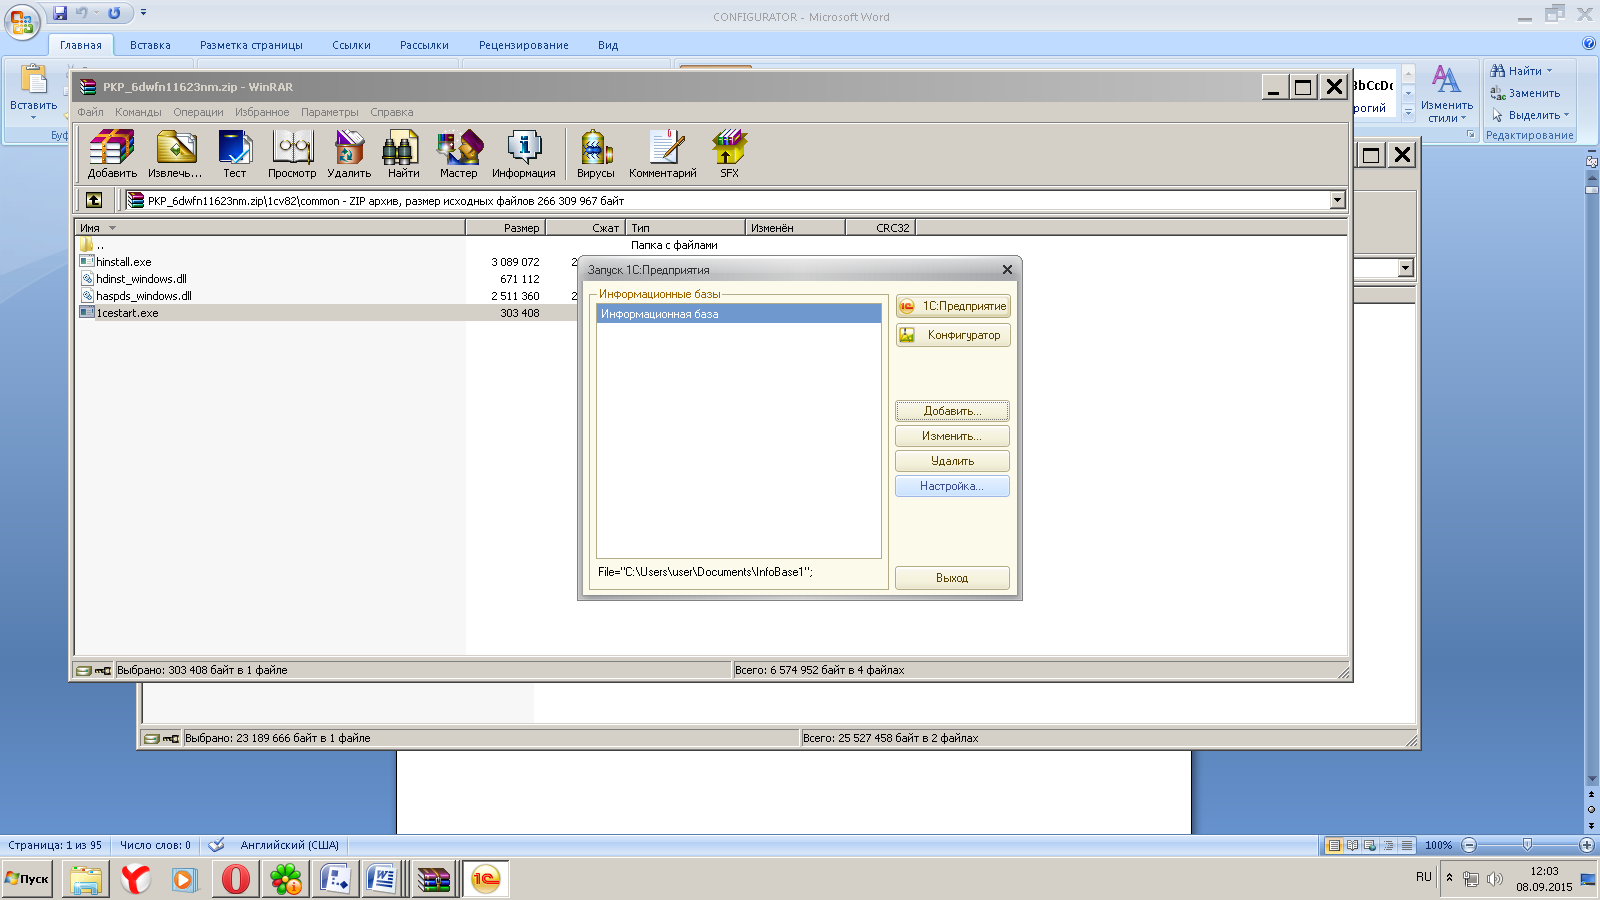 CONFIGURATOR - Microsoft Word
Главная Вставка Разметка страницы Ссылки Рассылки Рецензирование Вид
Вставить
Найти
Заменить
Выделить
Изменить стили
Редактирование
PKP_6dwfn11623nm.zip - WinRAR
Файл Команды Операции Избранное Параметры Справка
Добавить Извлечь... Тест Просмотр Удалить Найти Мастер Информация Вирусы Комментарий SFX
PKP_6dwfn11623nm.zip\1cv82\common - ZIP архив, размер исходных файлов 266 309 967 байт
Имя Размер Сжат Тип Изменён CRC32
.. Папка с файлами
hinstall.exe 3 089 072
hdinst_windows.dll 671 112
haspds_windows.dll 2 511 360
1cestart.exe 303 408
Запуск 1С:Предприятия
Информационные базы
Информационная база
1С:Предприятие
Конфигуратор
Добавить...
Изменить...
Удалить
Настройка...
Выход
File="C:\Users\user\Documents\InfoBase1";
Выбрано: 303 408 байт в 1 файле Всего: 6 574 952 байт в 4 файлах
Выбрано: 23 189 666 байт в 1 файле Всего: 25 527 458 байт в 2 файлах
Страница: 1 из 95 Число слов: 0 Английский (США) 100%
Пуск RU 12:03
08.09.2015